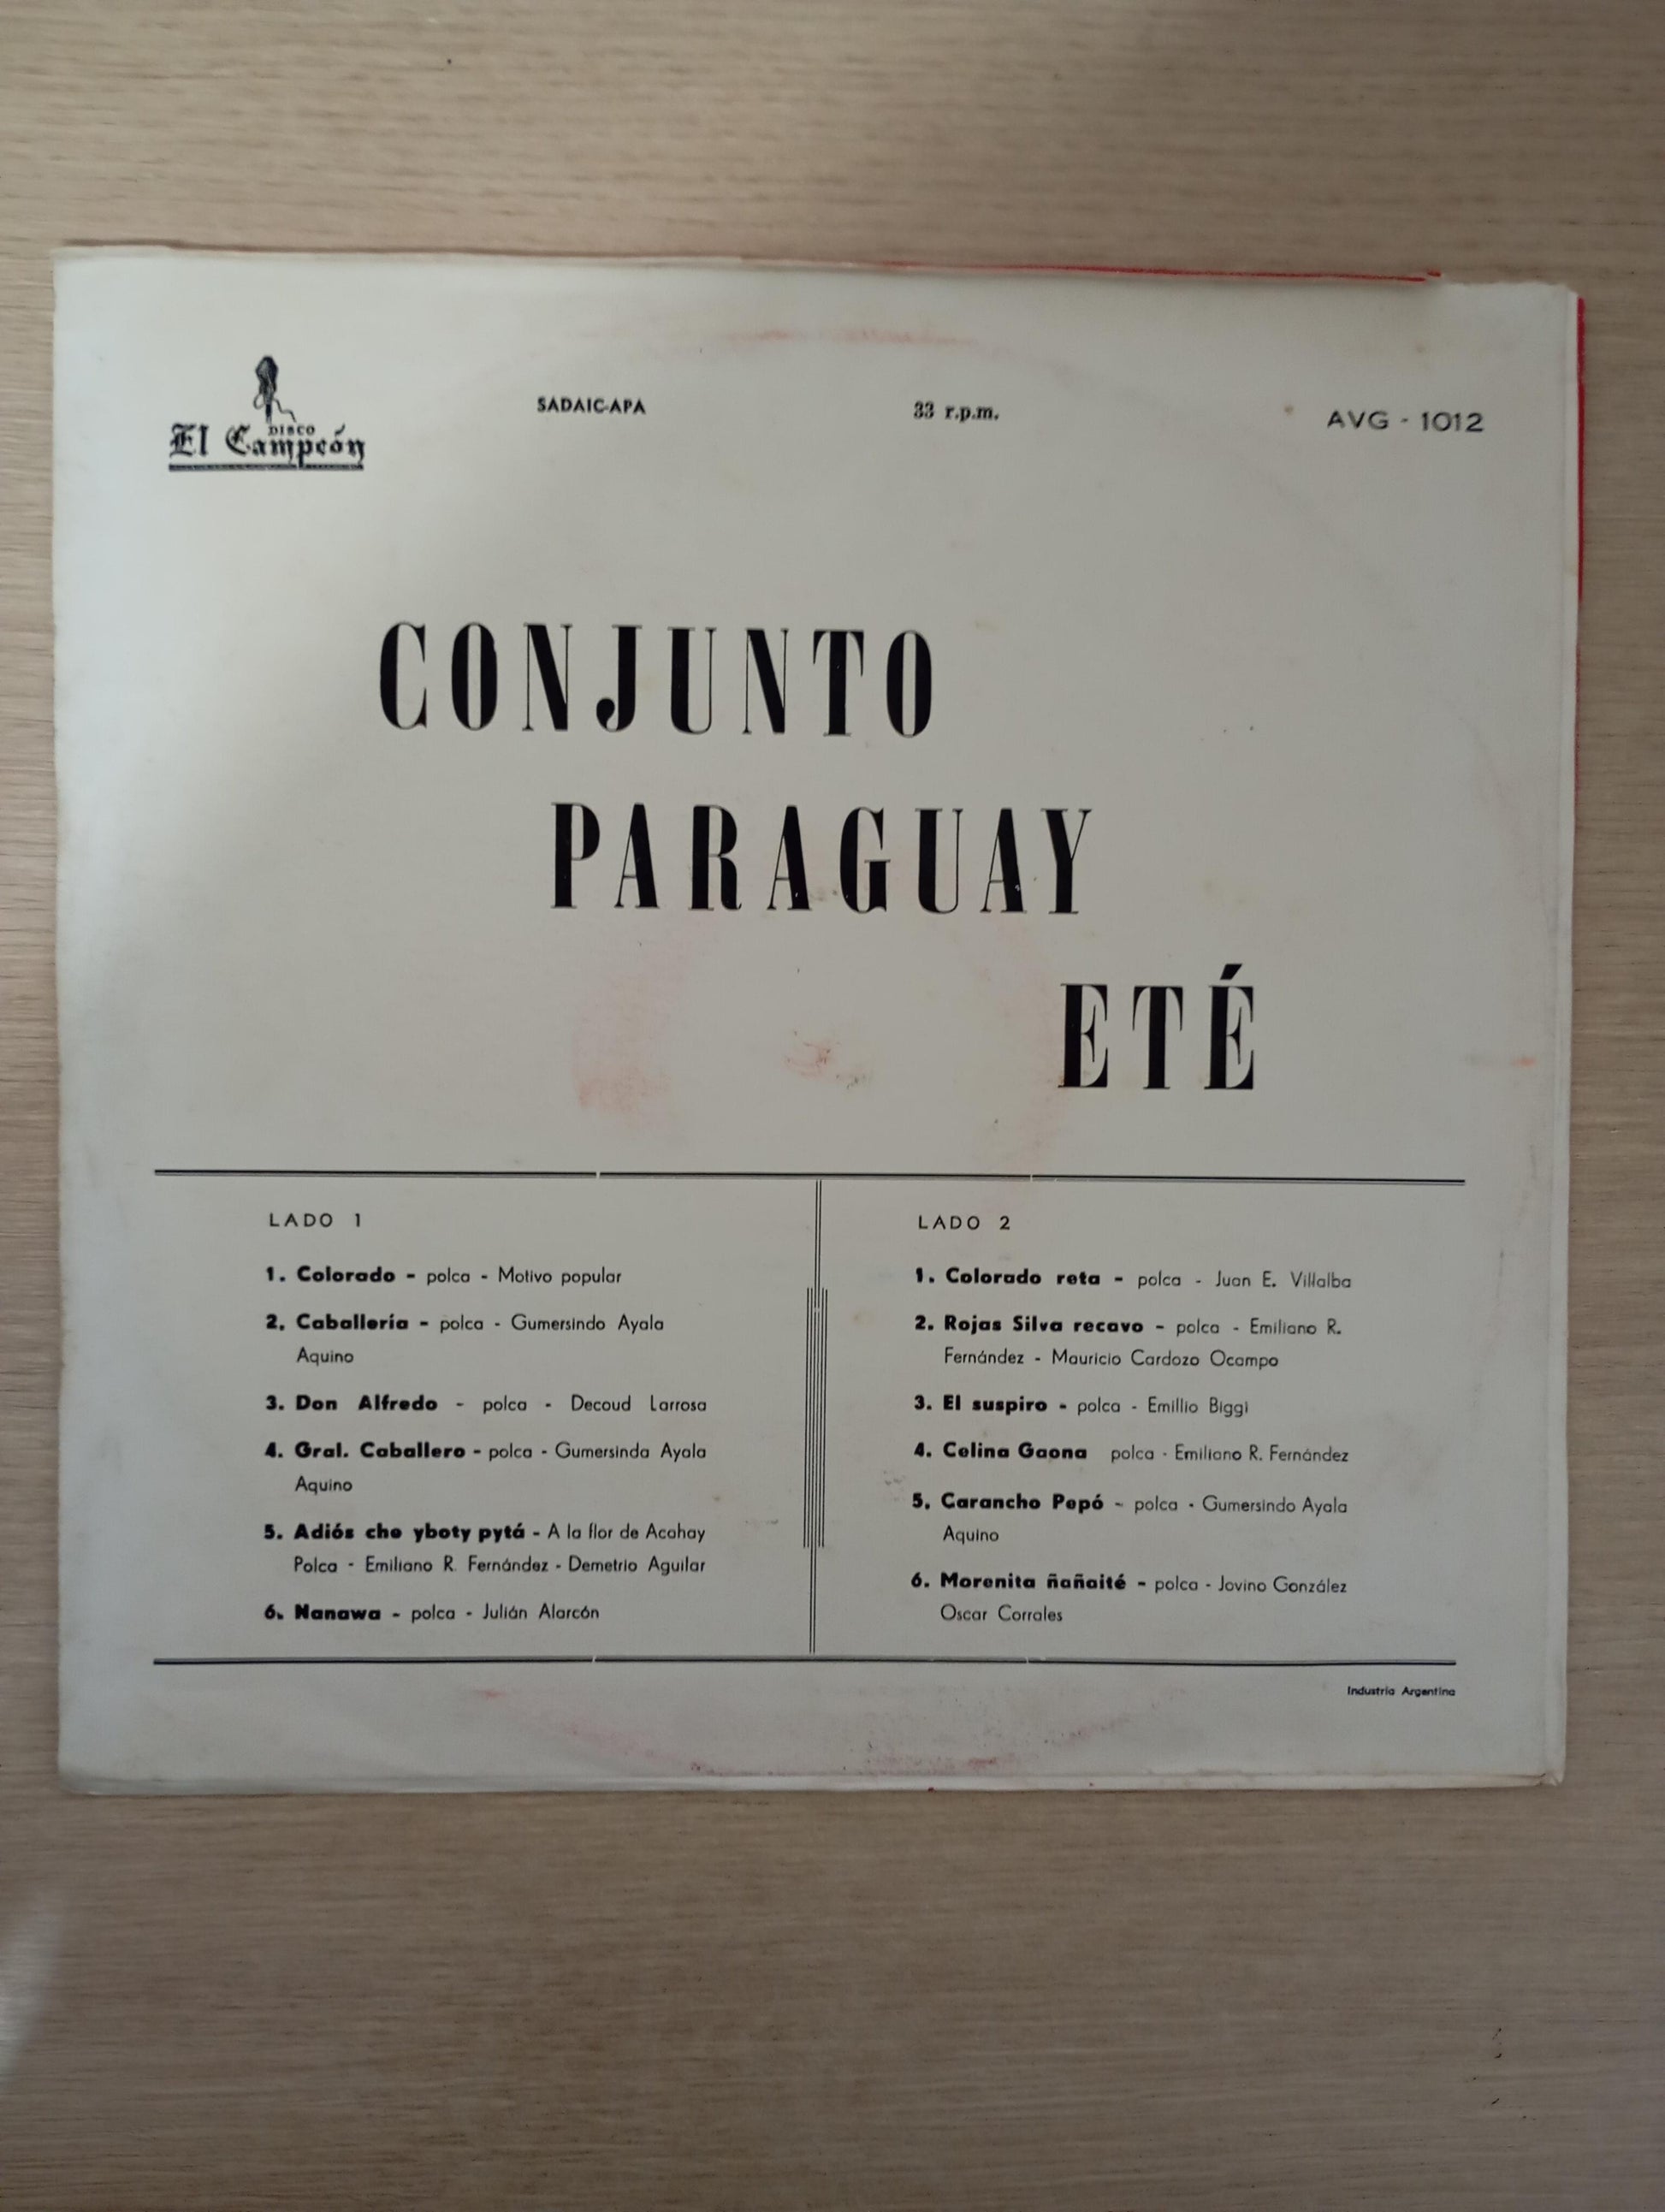 DISCO
El Campeón
SADAIC-APA
33 r.p.m.
AVG - 1012
CONJUNTO
PARAGUAY
ETÉ
LADO 1
1. Colorado - polca - Motivo popular
2. Caballería - polca - Gumersindo Ayala
Aquino
3. Don Alfredo - polca - Decoud Larrosa
4. Gral. Caballero - polca - Gumersinda Ayala
Aquino
5. Adiós che yboty pytá - A la flor de Acahay
Polca - Emiliano R. Fernández - Demetrio Aguilar
6. Nanawa - polca - Julián Alarcón
LADO 2
1. Colorado reta - polca - Juan E. Villalba
2. Rojas Silva recavo - polca - Emiliano R.
Fernández - Mauricio Cardozo Ocampo
3. El suspiro - polca - Emillio Biggi
4. Celina Gaona polca - Emiliano R. Fernández
5. Carancho Pepó - polca - Gumersindo Ayala
Aquino
6. Morenita ñañaité - polca - Jovino González
Oscar Corrales
Industria Argentina